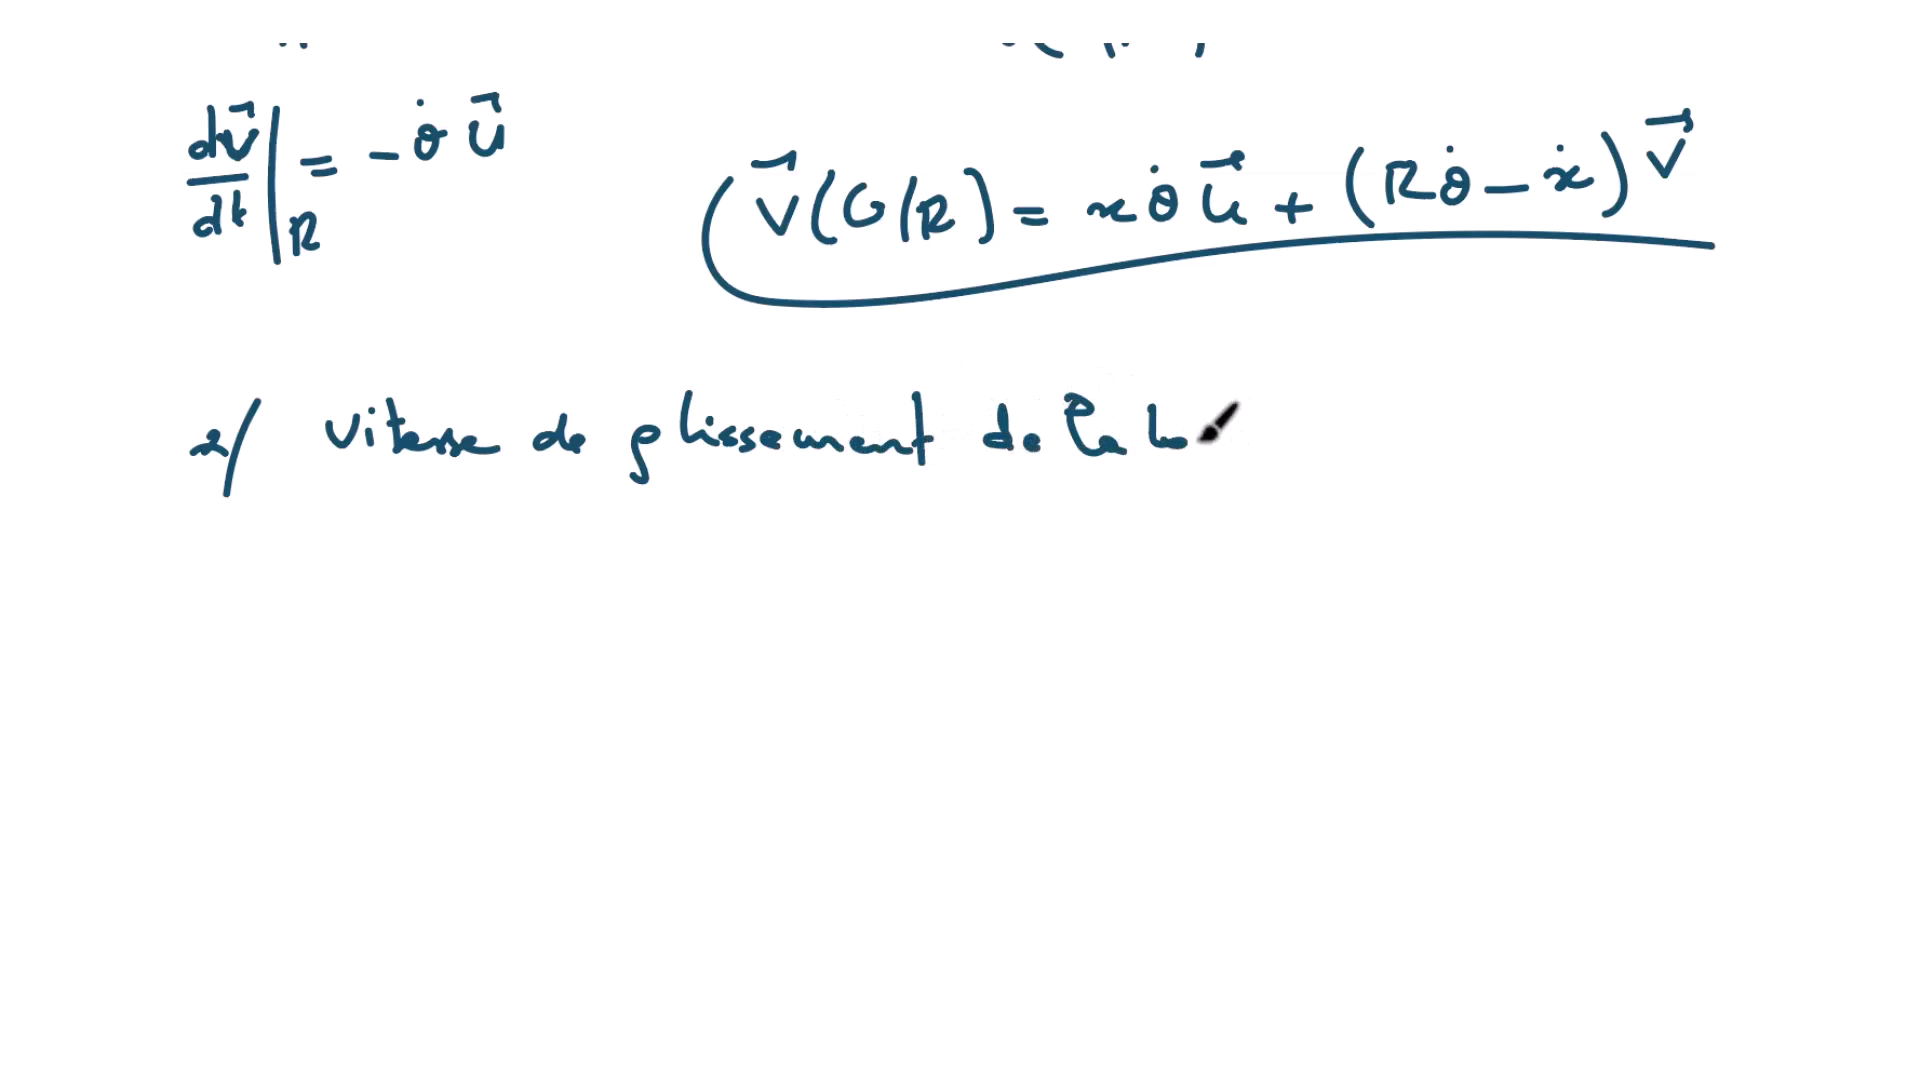 dv⃗/dt|R = -θ̇ u⃗
V⃗(G/R) = xθ̇ u⃗ + (Rθ̇ - ẋ) v⃗
2/ vitesse de glissement de la